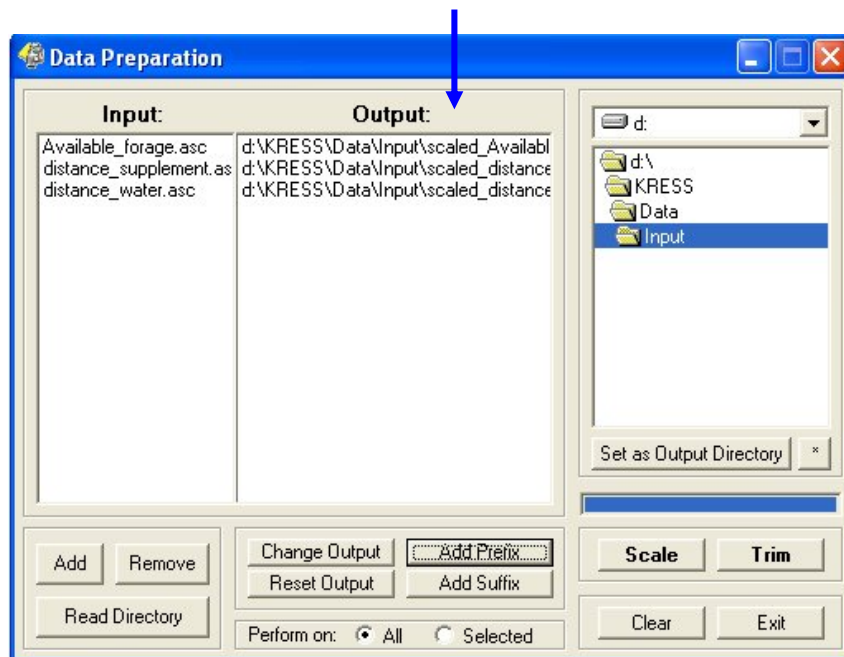 Data Preparation
Input:
Output:
Available_forage.asc
distance_supplement.as
distance_water.asc
d:\KRESS\Data\Input\scaled_Availabl
d:\KRESS\Data\Input\scaled_distance
d:\KRESS\Data\Input\scaled_distance
d:
d:\
KRESS
Data
Input
Set as Output Directory
*
Add
Remove
Read Directory
Change Output
Add Prefix
Reset Output
Add Suffix
Perform on:
All
Selected
Scale
Trim
Clear
Exit